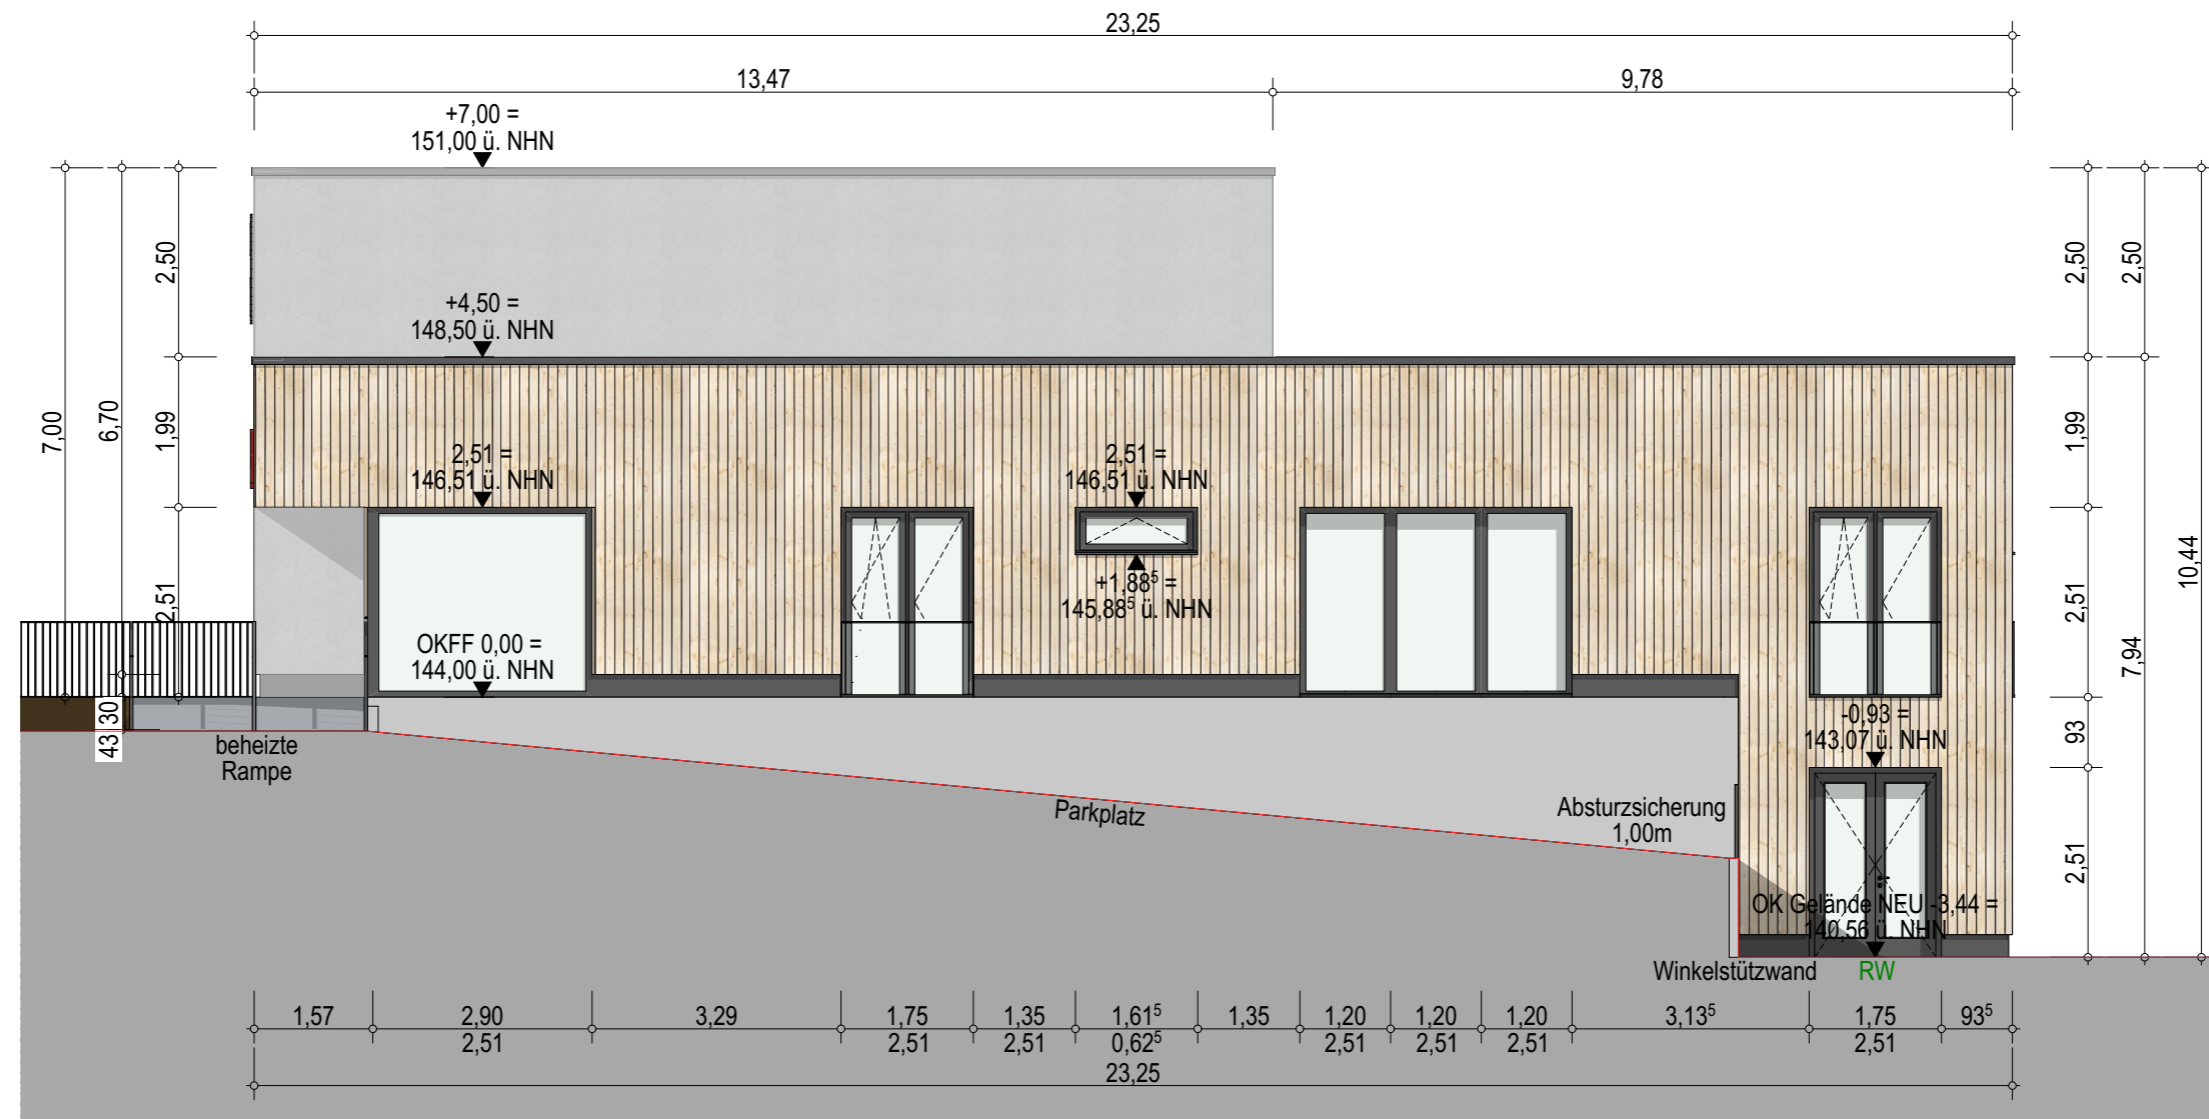 23,25
13,47
9,78
+7,00 =
151,00 ü. NHN
+4,50 =
148,50 ü. NHN
2,51 =
146,51 ü. NHN
2,51 =
146,51 ü. NHN
+1,88⁵ =
145,88⁵ ü. NHN
OKFF 0,00 =
144,00 ü. NHN
-0,93 =
143,07 ü. NHN
OK Gelände NEU -3,44 =
140,56 ü. NHN
7,00
6,70
2,50
1,99
2,51
30
43
2,50
1,99
2,51
93
2,51
2,50
7,94
10,44
beheizte
Rampe
Parkplatz
Absturzsicherung
1,00m
Winkelstützwand
RW
1,57
2,90
3,29
1,75
1,35
1,61⁵
1,35
1,20
1,20
1,20
3,13⁵
1,75
93⁵
2,51
2,51
2,51
0,62⁵
2,51
2,51
2,51
2,51
23,25